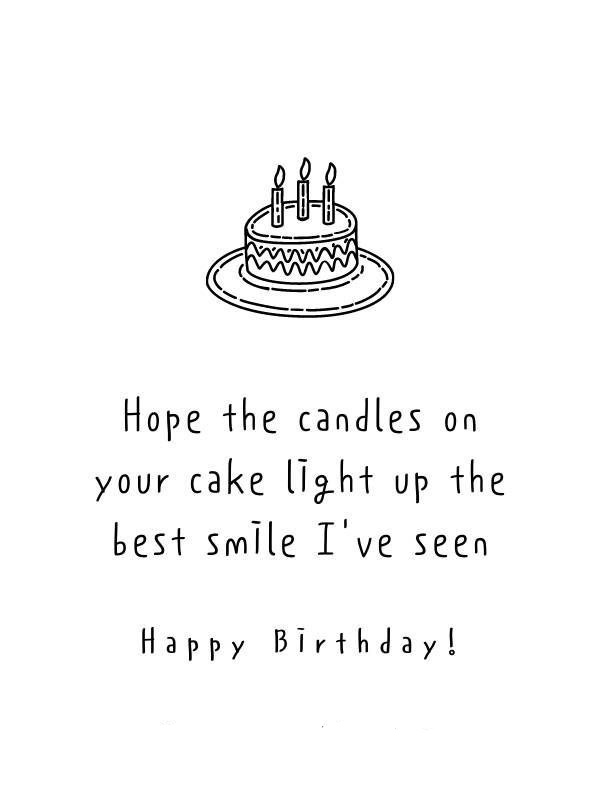 Hope the candles on
your cake light up the
best smile I've seen
Happy Birthday!